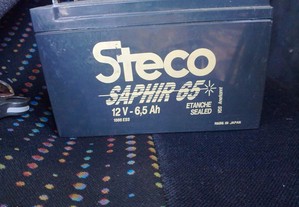 Steco
SAPHIR 65
12 V - 6,5 Ah
ETANCHE
SEALED
MADE IN JAPAN